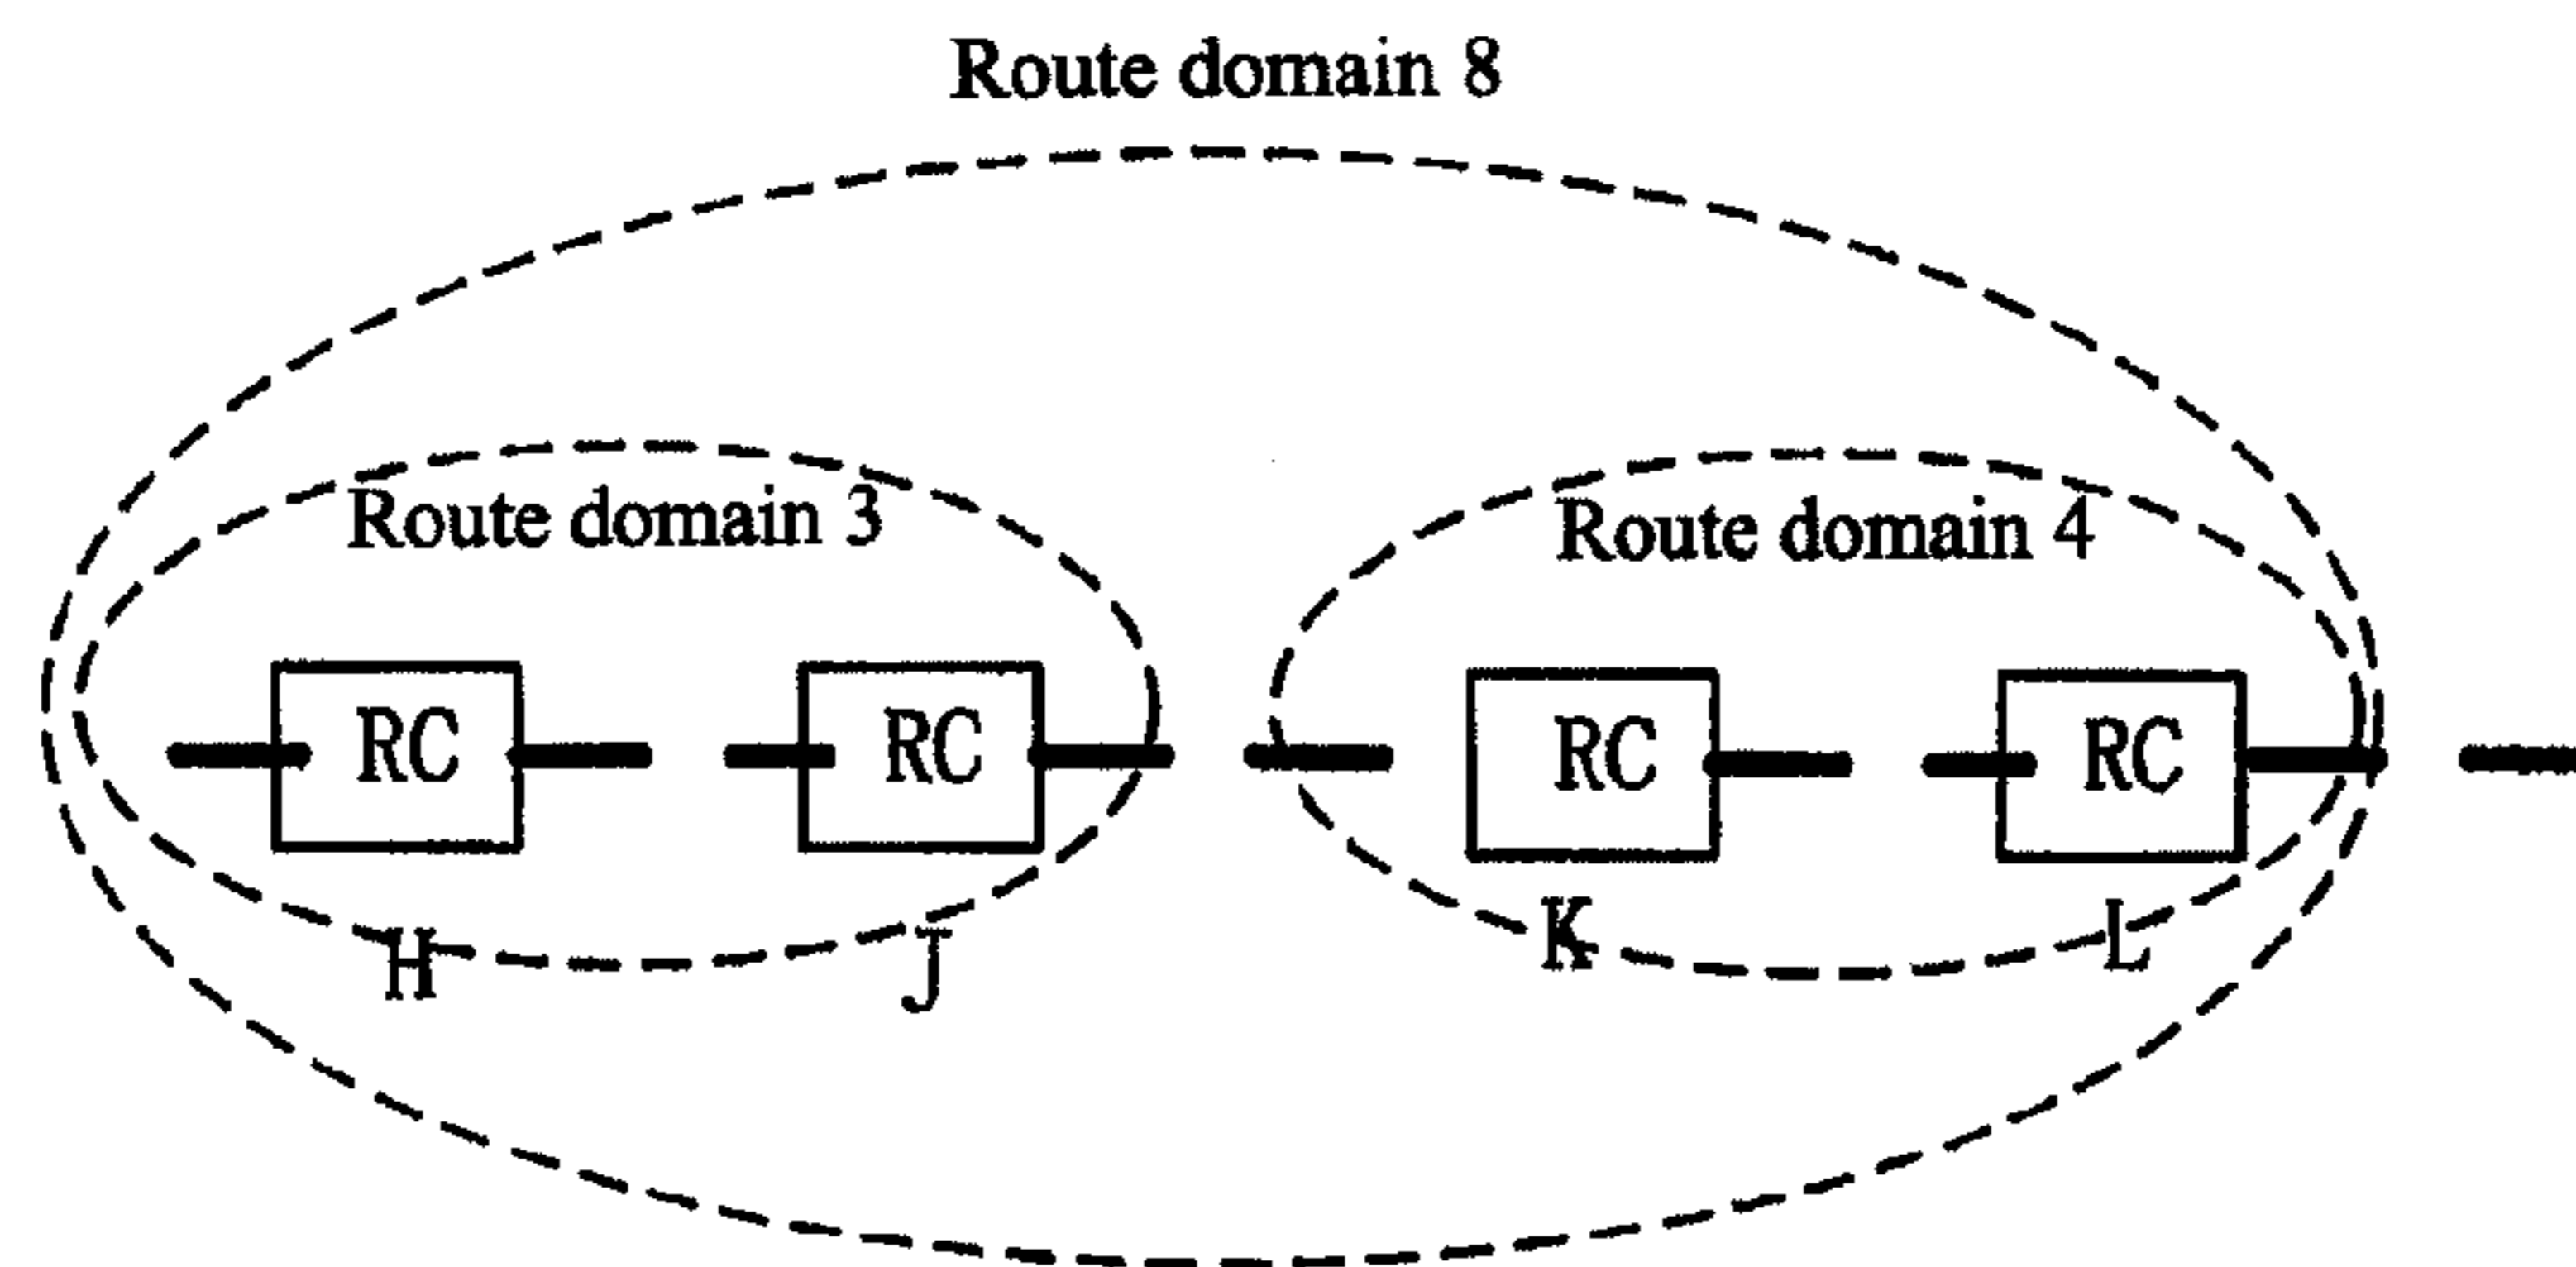 Route domain 8
Route domain 3
Route domain 4
RC
RC
RC
RC
H
J
K
L